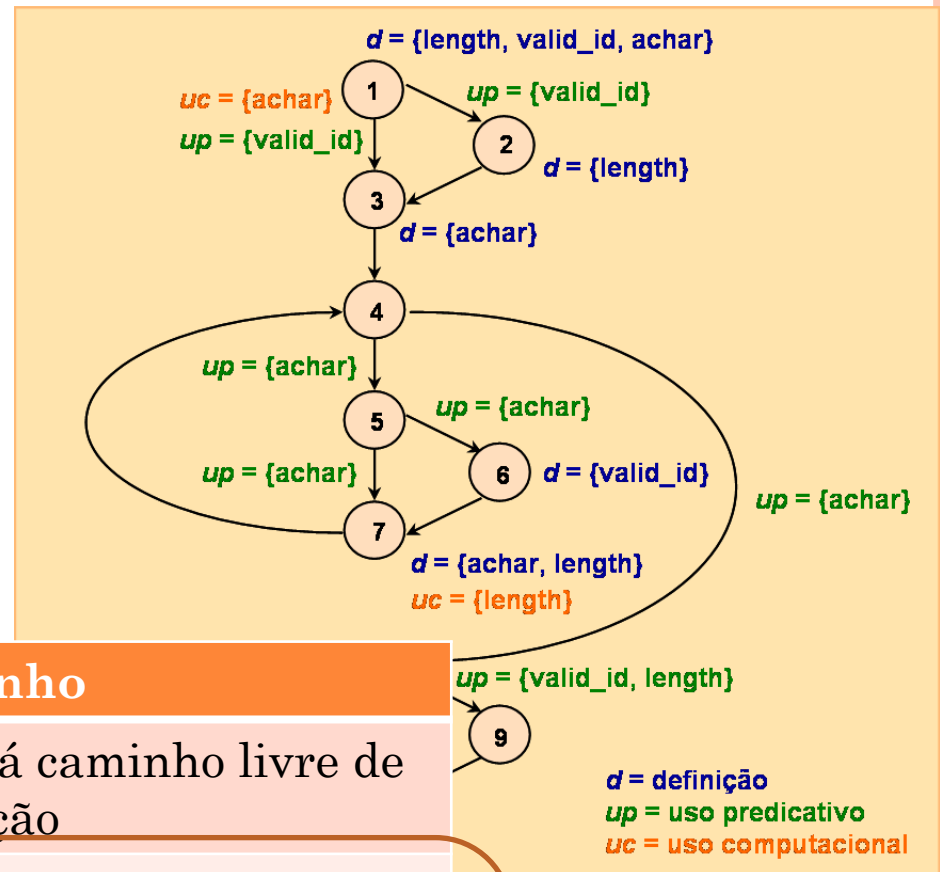 d = {length, valid_id, achar}
1
uc = {achar}
up = {valid_id}
up = {valid_id}
2
d = {length}
3
d = {achar}
4
up = {achar}
5
up = {achar}
up = {achar}
6
d = {valid_id}
up = {achar}
7
d = {achar, length}
uc = {length}
nho
up = {valid_id, length}
9
á caminho livre de
ção
d = definição
up = uso predicativo
uc = uso computacional